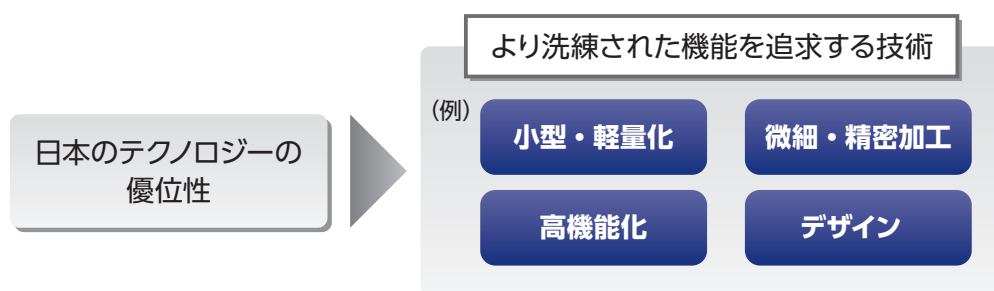 日本のテクノロジーの
優位性
より洗練された機能を追求する技術
(例)
小型・軽量化
微細・精密加工
高機能化
デザイン